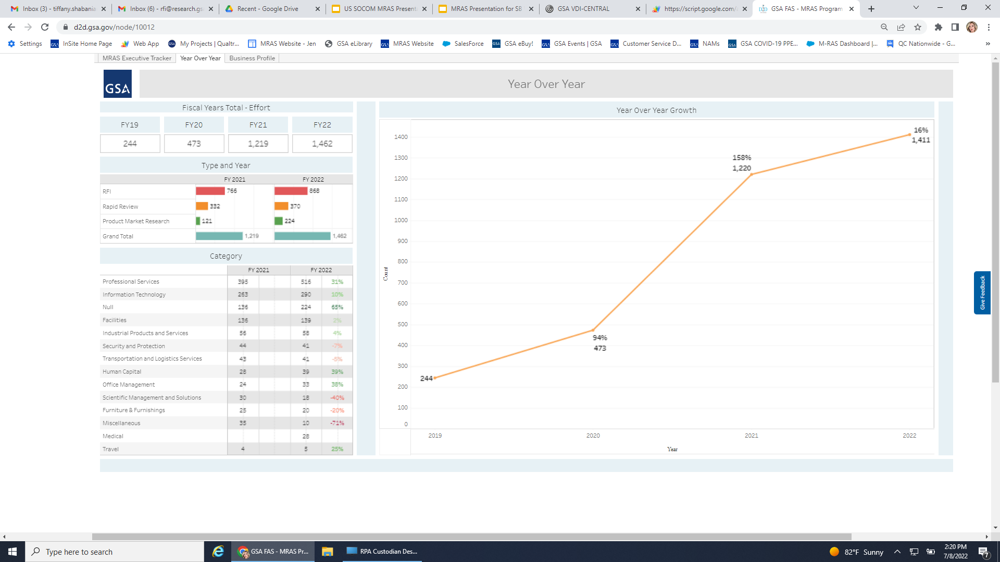 Inbox (3) - tiffany.shabania
Inbox (6) - rfi@research.gs
Recent - Google Drive
US SOCOM MRAS Present
MRAS Presentation for SB
GSA VDI-CENTRAL
https://script.google.com/
GSA FAS - MRAS Program
d2d.gsa.gov/node/10012
Settings
InSite Home Page
Web App
My Projects | Qualtr...
MRAS Website - Jen
GSA eLibrary
MRAS Website
SalesForce
GSA eBuy!
GSA Events | GSA
Customer Service D...
NAMs
GSA COVID-19 PPE...
M-RAS Dashboard |...
QC Nationwide - G...
»
MRAS Executive Tracker Year Over Year Business Profile
GSA
Year Over Year
Fiscal Years Total - Effort
FY19 FY20 FY21 FY22
244 473 1,219 1,462
Type and Year
FY 2021 FY 2022
RFI 766 868
Rapid Review 332 370
Product Market Research 121 224
Grand Total 1,219 1,462
Category
FY 2021 FY 2022
Professional Services 395 516 31%
Information Technology 263 290 10%
Null 136 224 65%
Facilities 136 139 2%
Industrial Products and Services 56 58 4%
Security and Protection 44 41 -7%
Transportation and Logistics Services 43 41 -5%
Human Capital 28 39 39%
Office Management 24 33 38%
Scientific Management and Solutions 30 18 -40%
Furniture & Furnishings 25 20 -20%
Miscellaneous 35 10 -71%
Medical 28
Travel 4 5 25%
Year Over Year Growth
1400
1300
1200
1100
1000
900
800
700
600
500
400
300
200
100
0
Count
244
94%
473
158%
1,220
16%
1,411
2019 2020 2021 2022
Year
Give Feedback
Type here to search
GSA FAS - MRAS Pr...
RPA Custodian Des...
82°F Sunny
2:20 PM
7/8/2022
7